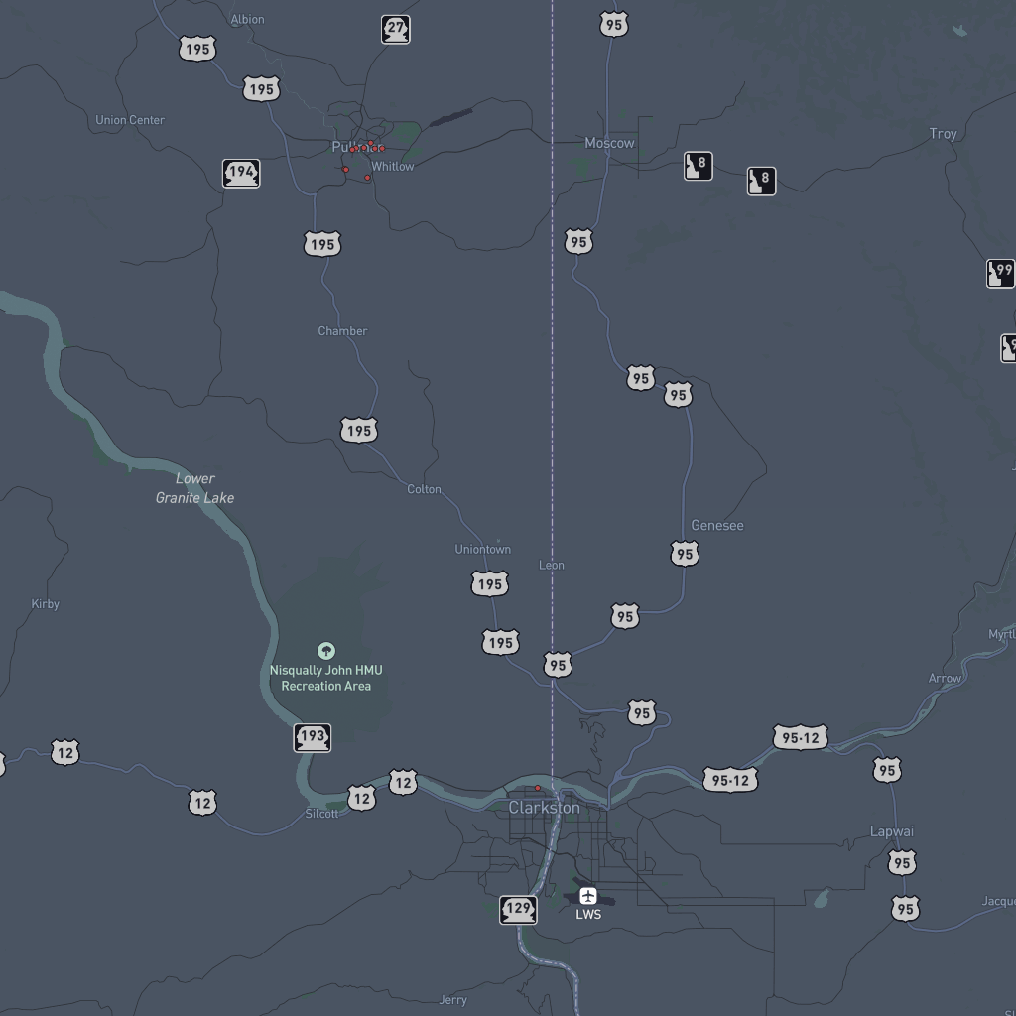 Albion
27
95
195
195
Union Center
Pullman
Moscow
Troy
8
8
Whitlow
194
195
95
99
Chamber
95
95
195
Lower
Granite Lake
Colton
Genesee
Uniontown
Leon
95
195
Kirby
95
195
95
Nisqually John HMU
Recreation Area
Arrow
95
193
95-12
12
95
12
95-12
12
12
Silcott
Clarkston
Lapwai
95
129
LWS
95
Jerry